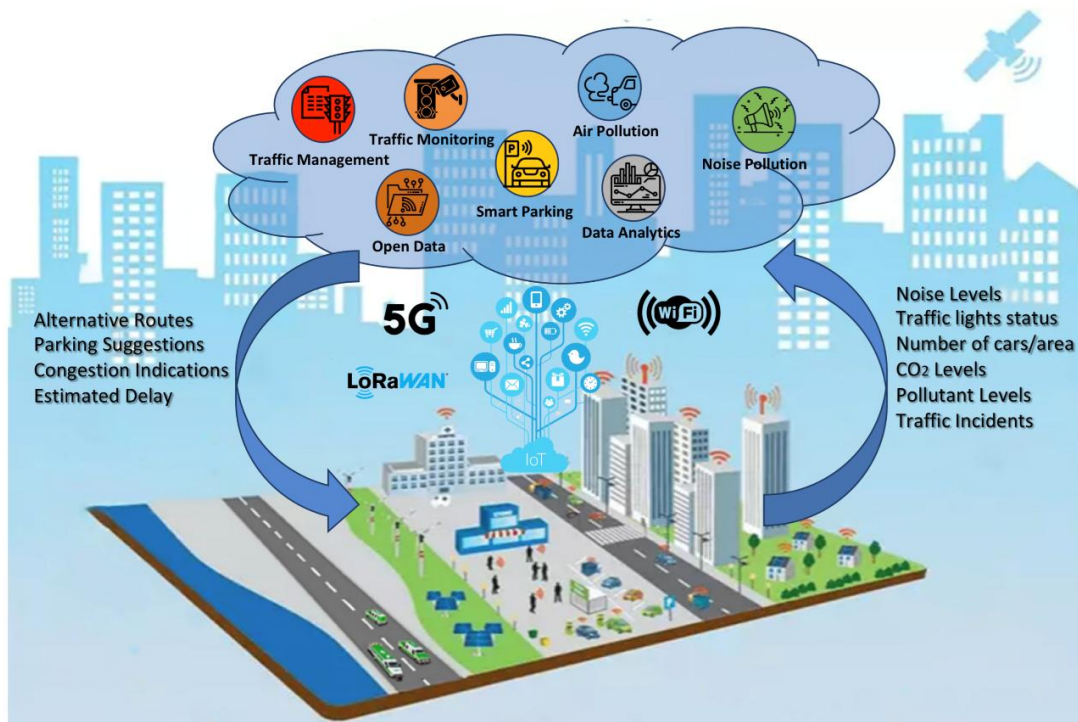 Traffic Management
Traffic Monitoring
Air Pollution
Noise Pollution
P
Smart Parking
Open Data
Data Analytics
Alternative Routes
Parking Suggestions
Congestion Indications
Estimated Delay
5G
LoRaWAN
WiFi
IoT
Noise Levels
Traffic lights status
Number of cars/area
CO₂ Levels
Pollutant Levels
Traffic Incidents
P